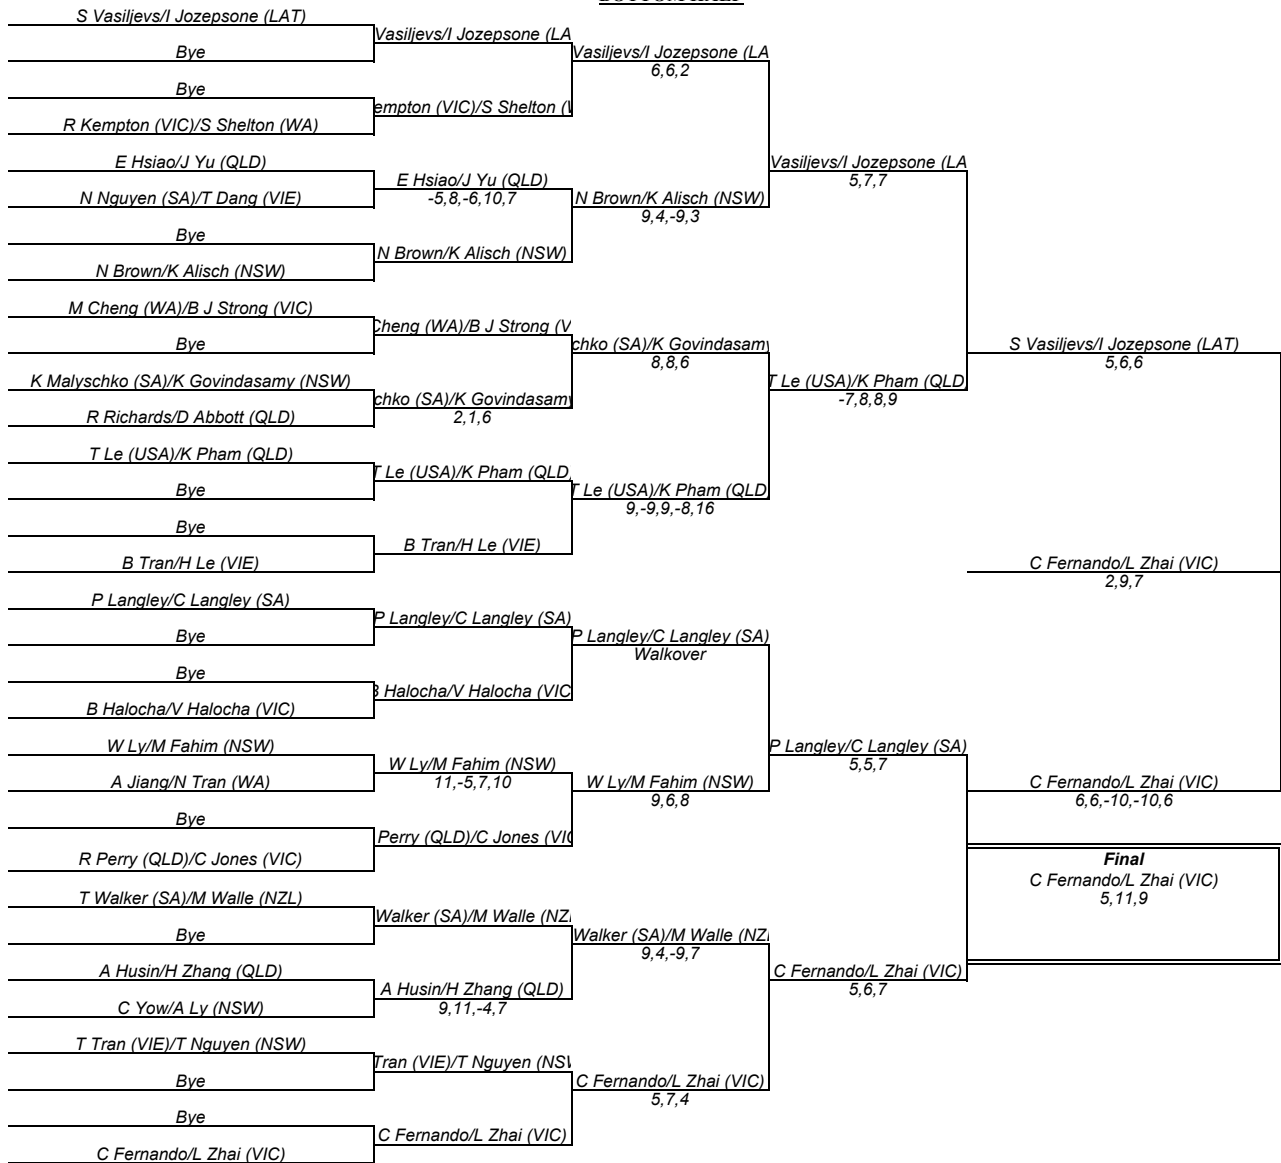 S Vasiljevs/I Jozepsone (LAT)
Bye
Bye
R Kempton (VIC)/S Shelton (WA)
E Hsiao/J Yu (QLD)
N Nguyen (SA)/T Dang (VIE)
Bye
N Brown/K Alisch (NSW)
M Cheng (WA)/B J Strong (VIC)
Bye
K Malyschko (SA)/K Govindasamy (NSW)
R Richards/D Abbott (QLD)
T Le (USA)/K Pham (QLD)
Bye
Bye
B Tran/H Le (VIE)
P Langley/C Langley (SA)
Bye
Bye
B Halocha/V Halocha (VIC)
W Ly/M Fahim (NSW)
A Jiang/N Tran (WA)
Bye
R Perry (QLD)/C Jones (VIC)
T Walker (SA)/M Walle (NZL)
Bye
A Husin/H Zhang (QLD)
C Yow/A Ly (NSW)
T Tran (VIE)/T Nguyen (NSW)
Bye
Bye
C Fernando/L Zhai (VIC)
Vasiljevs/I Jozepsone (LA
empton (VIC)/S Shelton (
E Hsiao/J Yu (QLD)
-5,8,-6,10,7
N Brown/K Alisch (NSW)
Cheng (WA)/B J Strong (V
chko (SA)/K Govindasamy
2,1,6
T Le (USA)/K Pham (QLD
B Tran/H Le (VIE)
P Langley/C Langley (SA)
B Halocha/V Halocha (VIC
W Ly/M Fahim (NSW)
11,-5,7,10
Perry (QLD)/C Jones (VIC
Walker (SA)/M Walle (NZL
A Husin/H Zhang (QLD)
9,11,-4,7
Tran (VIE)/T Nguyen (NSW
C Fernando/L Zhai (VIC)
Vasiljevs/I Jozepsone (LA
6,6,2
N Brown/K Alisch (NSW)
9,4,-9,3
chko (SA)/K Govindasamy
8,8,6
T Le (USA)/K Pham (QLD
9,-9,9,-8,16
P Langley/C Langley (SA)
Walkover
W Ly/M Fahim (NSW)
9,6,8
Walker (SA)/M Walle (NZL
9,4,-9,7
C Fernando/L Zhai (VIC)
5,7,4
Vasiljevs/I Jozepsone (LA
5,7,7
T Le (USA)/K Pham (QLD
-7,8,8,9
P Langley/C Langley (SA)
5,5,7
C Fernando/L Zhai (VIC)
5,6,7
S Vasiljevs/I Jozepsone (LAT)
5,6,6
C Fernando/L Zhai (VIC)
2,9,7
C Fernando/L Zhai (VIC)
6,6,-10,-10,6
Final
C Fernando/L Zhai (VIC)
5,11,9